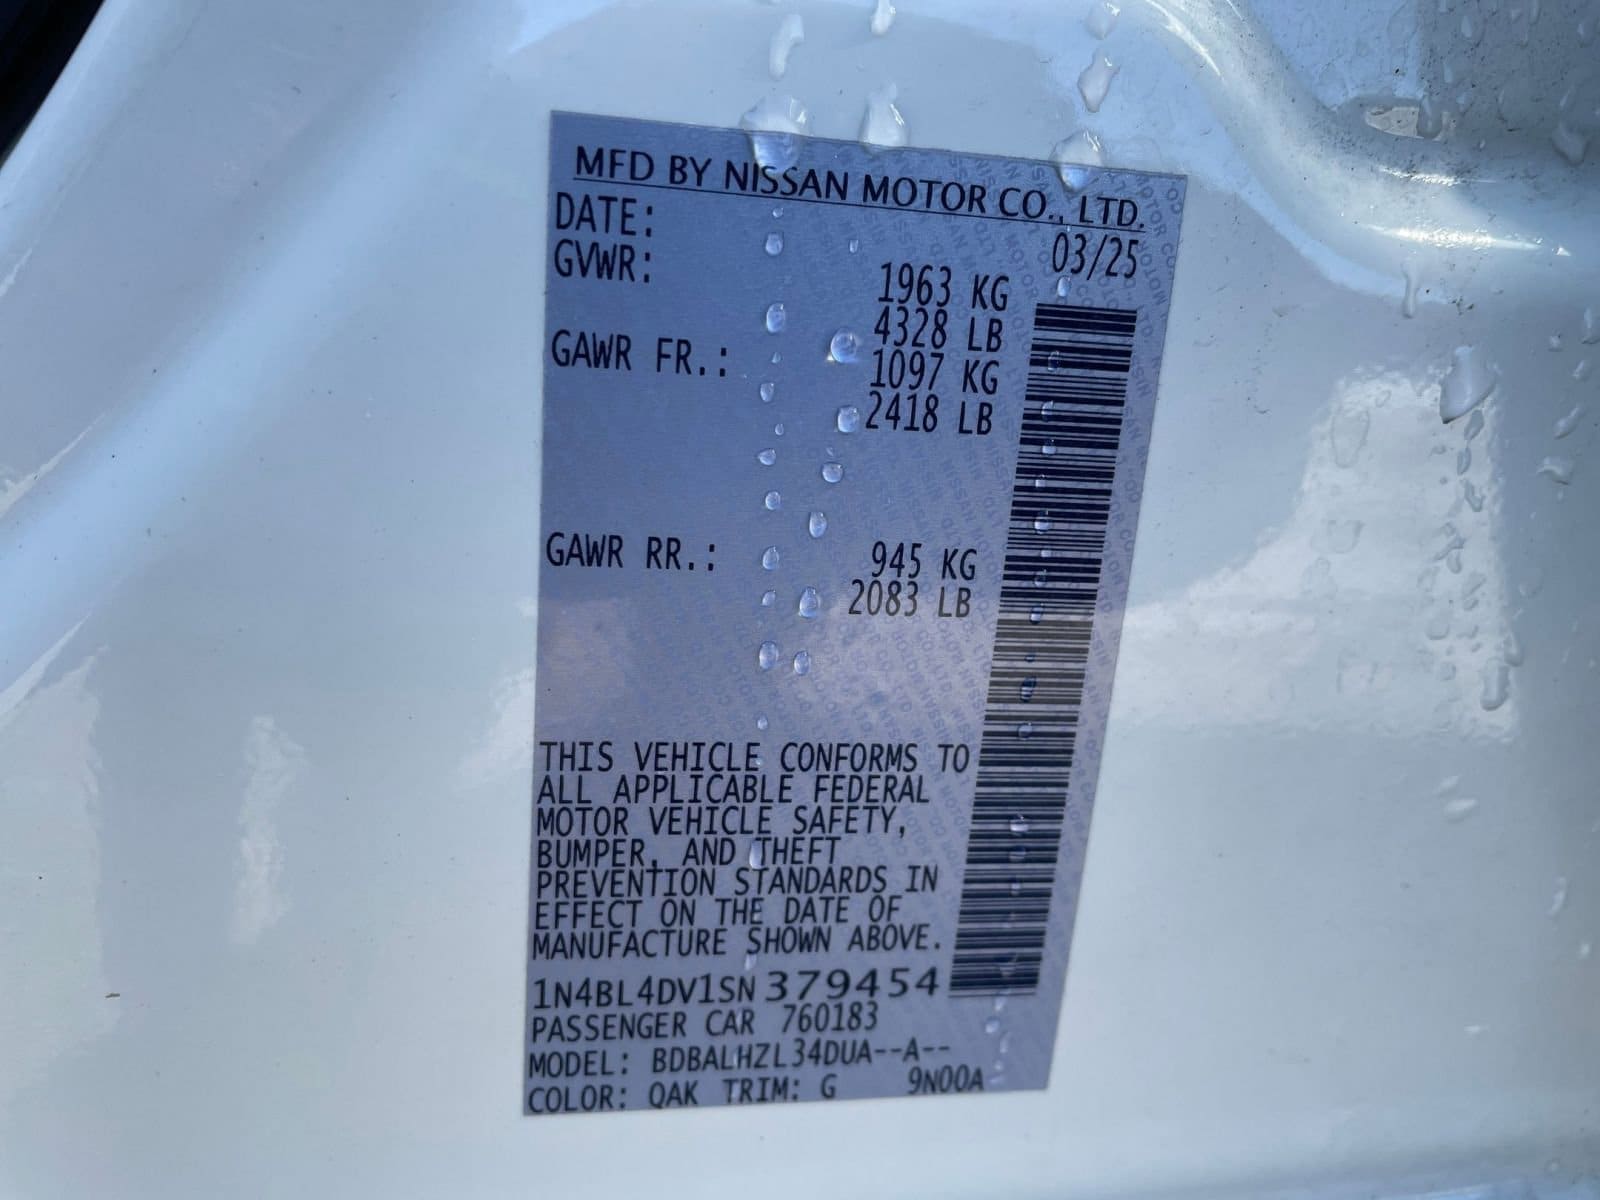 MFD BY NISSAN MOTOR CO., LTD.
DATE: 03/25
GVWR: 1963 KG
4328 LB
GAWR FR.: 1097 KG
2418 LB
GAWR RR.: 945 KG
2083 LB
THIS VEHICLE CONFORMS TO
ALL APPLICABLE FEDERAL
MOTOR VEHICLE SAFETY,
BUMPER, AND THEFT
PREVENTION STANDARDS IN
EFFECT ON THE DATE OF
MANUFACTURE SHOWN ABOVE.
1N4BL4DV1SN379454
PASSENGER CAR 760183
MODEL: BDBALHZL34DUA--A--
COLOR: QAK TRIM: G 9N00A